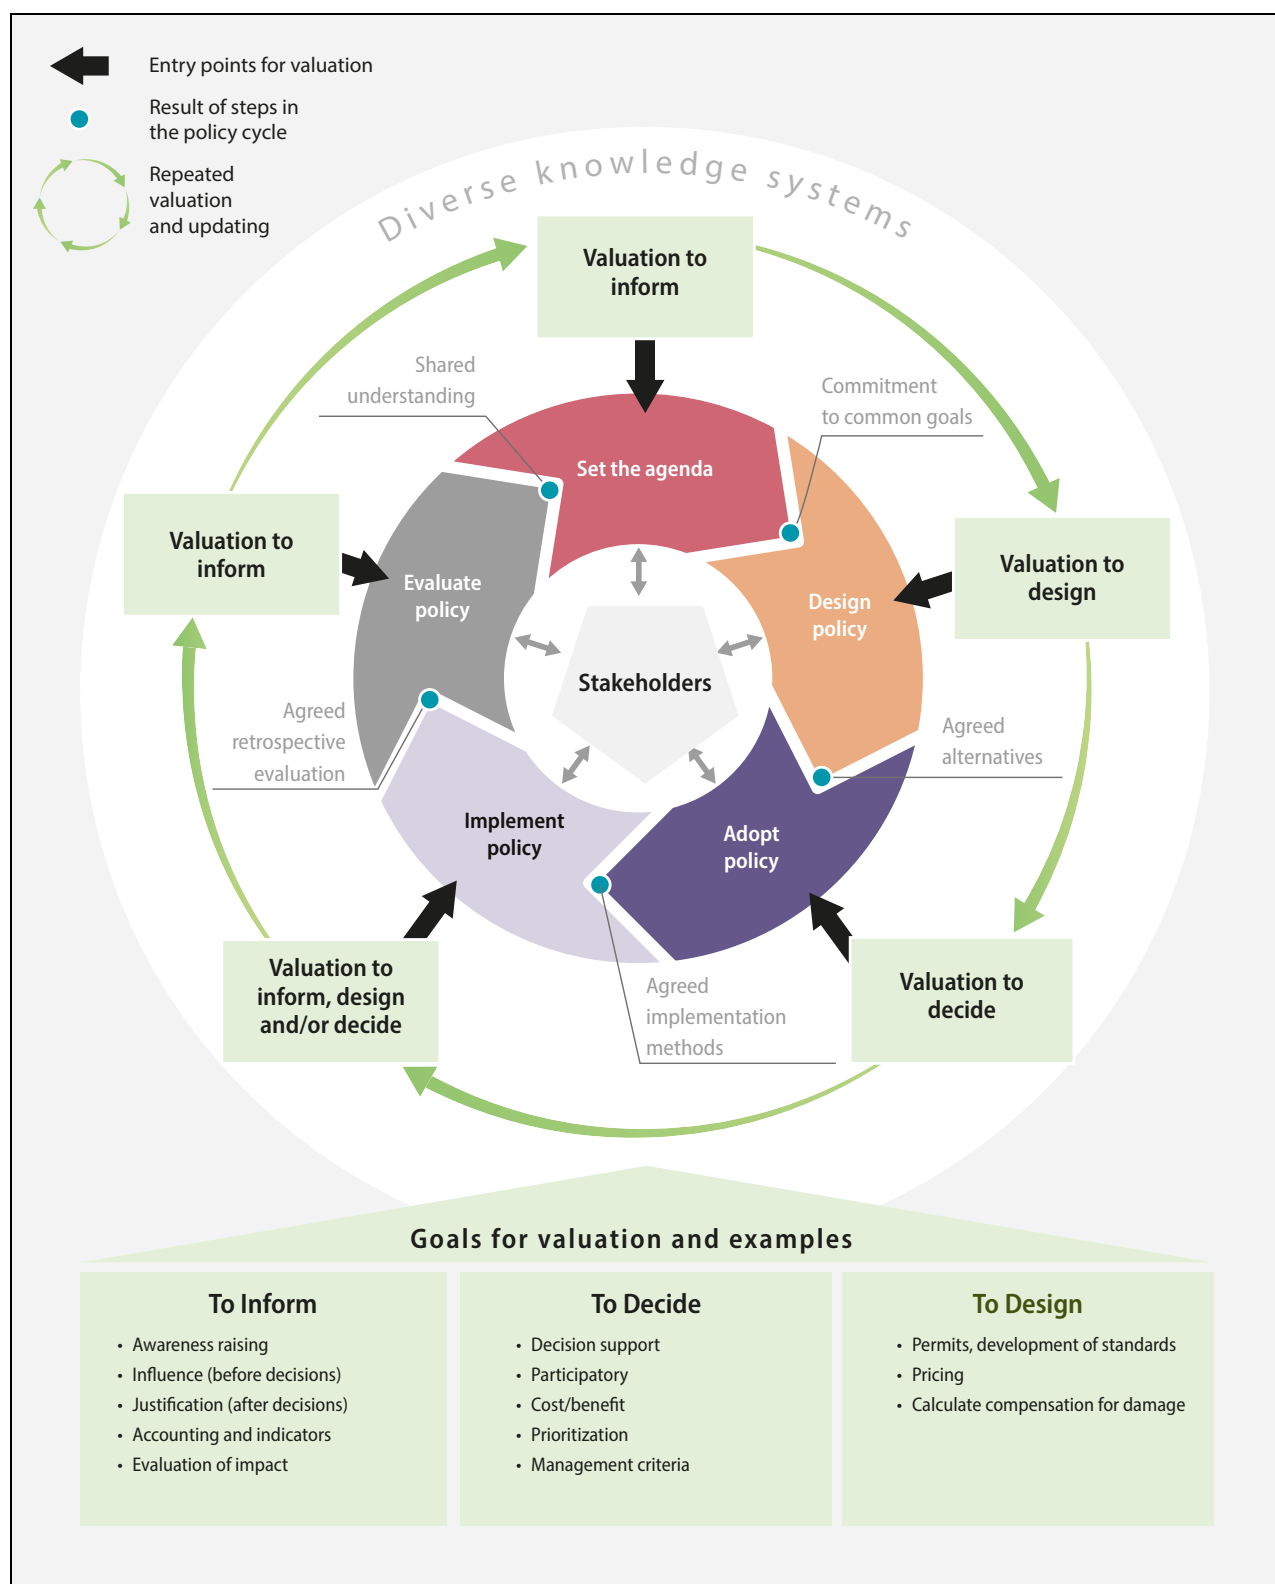 Entry points for valuation
Result of steps in
the policy cycle
Repeated
valuation
and updating
Diverse knowledge systems
Valuation to
inform
Shared
understanding
Commitment
to common goals
Set the agenda
Valuation to
inform
Evaluate
policy
Design
policy
Valuation to
design
Stakeholders
Agreed
retrospective
evaluation
Agreed
alternatives
Implement
policy
Adopt
policy
Valuation to
inform, design
and/or decide
Agreed
implementation
methods
Valuation to
decide
Goals for valuation and examples
To Inform
• Awareness raising
• Influence (before decisions)
• Justification (after decisions)
• Accounting and indicators
• Evaluation of impact
To Decide
• Decision support
• Participatory
• Cost/benefit
• Prioritization
• Management criteria
To Design
• Permits, development of standards
• Pricing
• Calculate compensation for damage